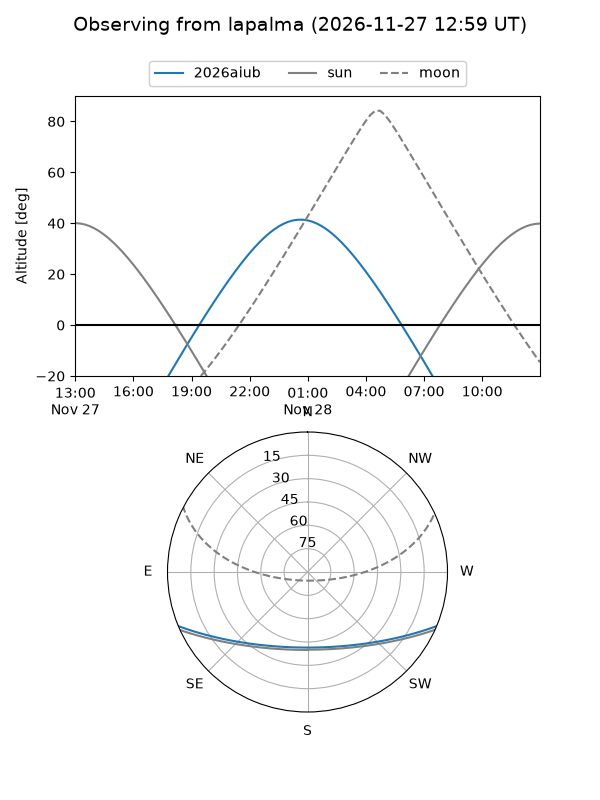 Observing from lapalma (2026-11-27 12:59 UT)
2026aiub sun moon
Altitude [deg]
80
60
40
20
0
−20
13:00 16:00 19:00 22:00 01:00 04:00 07:00 10:00
Nov 27 Nov 28
N
NE NW
15
30
45
60
75
E W
SE SW
S